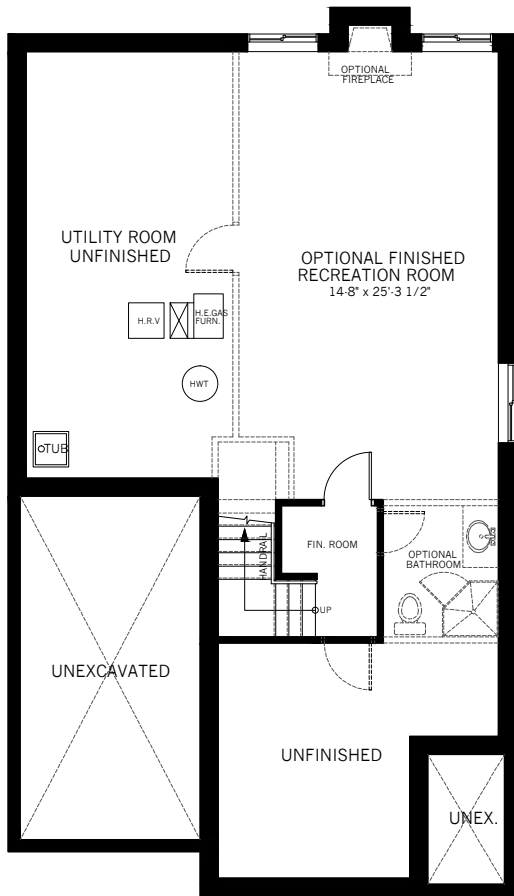 OPTIONAL
FIREPLACE
UTILITY ROOM
UNFINISHED
OPTIONAL FINISHED
RECREATION ROOM
14-8" x 25'-3 1/2"
H.R.V
H.E.GAS
FURN.
HWT
TUB
HANDRAIL
FIN. ROOM
OPTIONAL
BATHROOM
UP
UNEXCAVATED
UNFINISHED
UNEX.